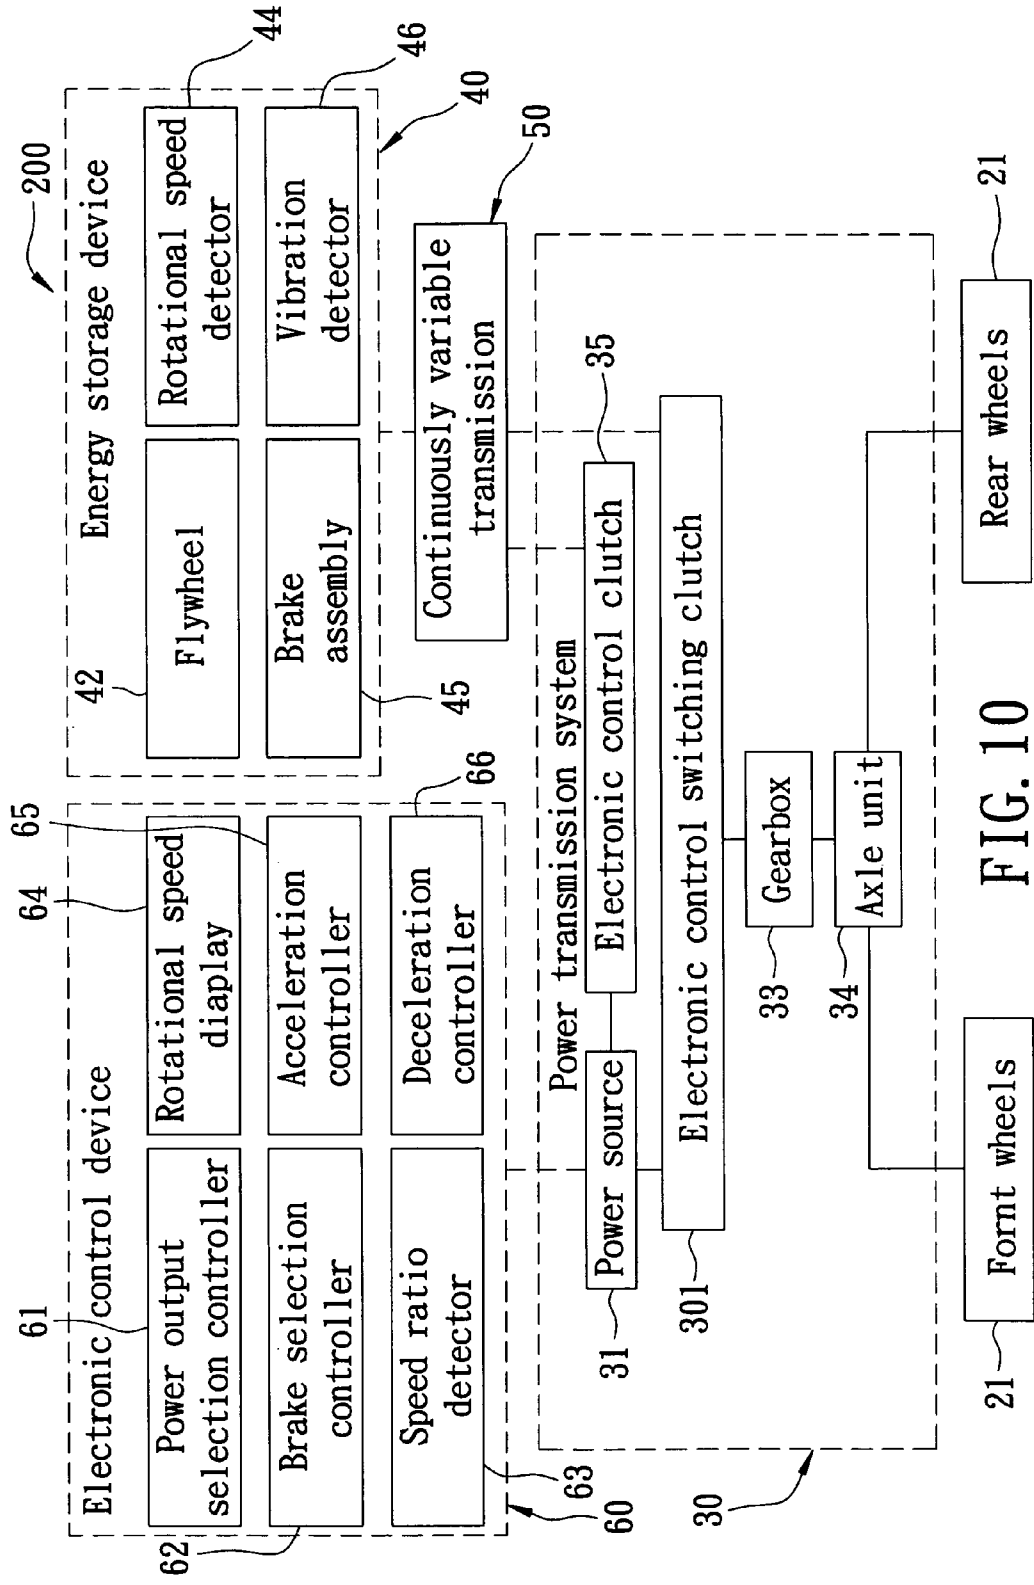 200
Electronic control device
61
64
65
Power output
selection controller
Rotational speed
diaplay
62
Brake selection
controller
Acceleration
controller
Speed ratio
detector
Deceleration
controller
63
66
60
Energy storage device
42
44
Flywheel
Rotational speed
detector
Brake
assembly
Vibration
detector
45
46
40
Continuously variable
transmission
50
Power transmission system
31
Power source
Electronic control clutch
35
301
Electronic control switching clutch
33
Gearbox
34
Axle unit
30
21
Fornt wheels
Rear wheels
21
FIG. 10